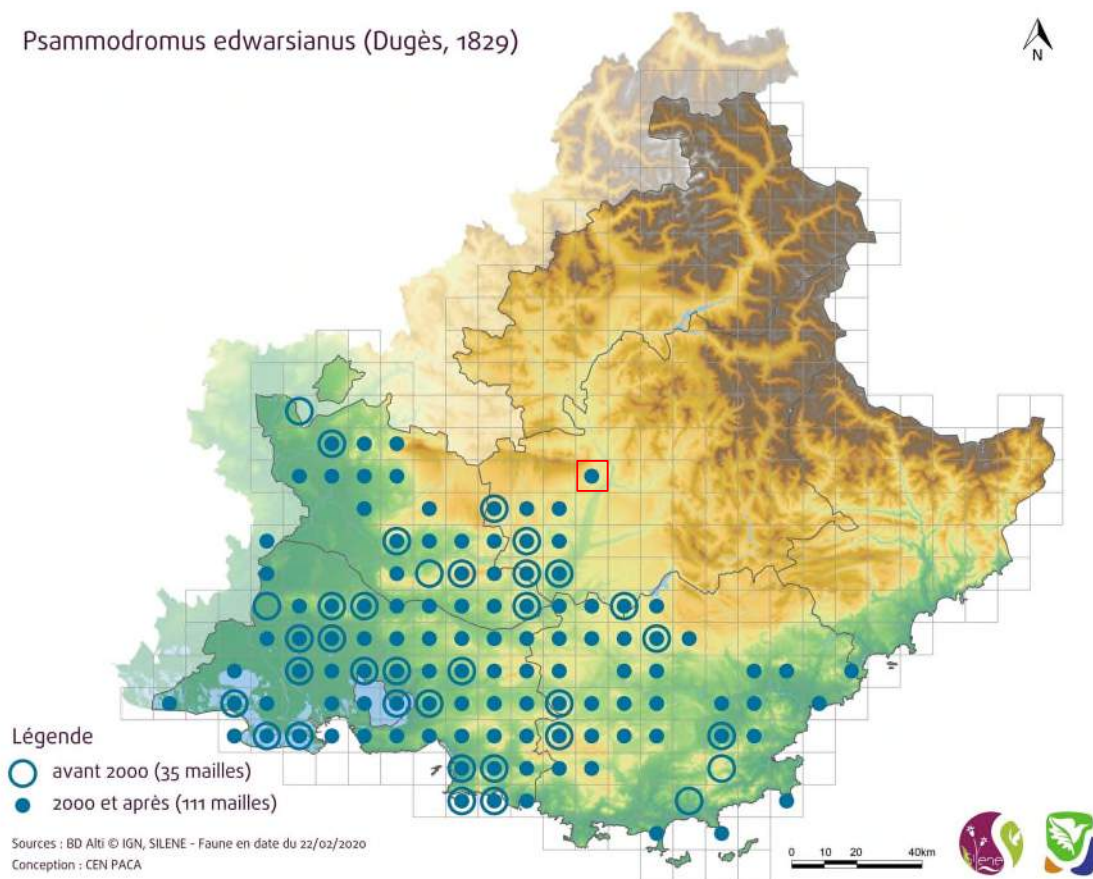 Psammodromus edwarsianus (Dugès, 1829)
N
Légende
avant 2000 (35 mailles)
2000 et après (111 mailles)
Sources : BD Alti © IGN, SILENE - Faune en date du 22/02/2020
Conception : CEN PACA
0 20 40km
Silene